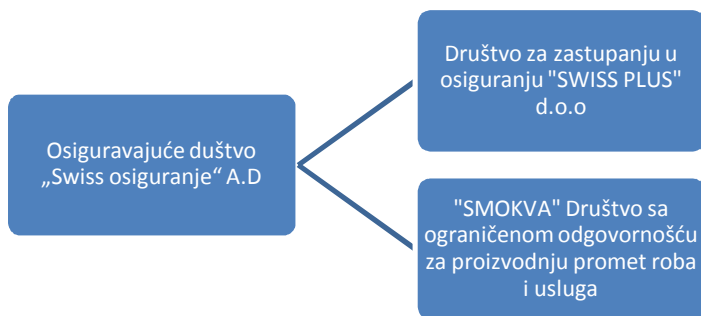 Osiguravajuće duštvo
„Swiss osiguranje“ A.D
Društvo za zastupanju u
osiguranju "SWISS PLUS"
d.o.o
"SMOKVA" Društvo sa
ograničenom odgovornošću
za proizvodnju promet roba
i usluga